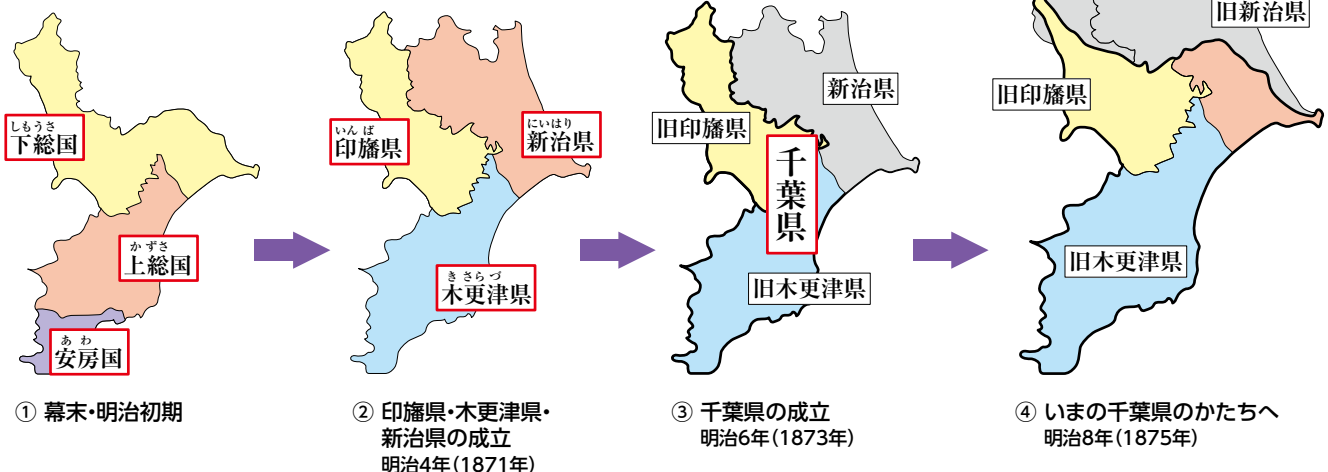 しもうさ
下総国
かずさ
上総国
あわ
安房国
① 幕末・明治初期
いんば
印旛県
にいはり
新治県
きさらづ
木更津県
② 印旛県・木更津県・
新治県の成立
明治4年(1871年)
新治県
旧印旛県
千葉県
旧木更津県
③ 千葉県の成立
明治6年(1873年)
旧新治県
旧印旛県
旧木更津県
④ いまの千葉県のかたちへ
明治8年(1875年)